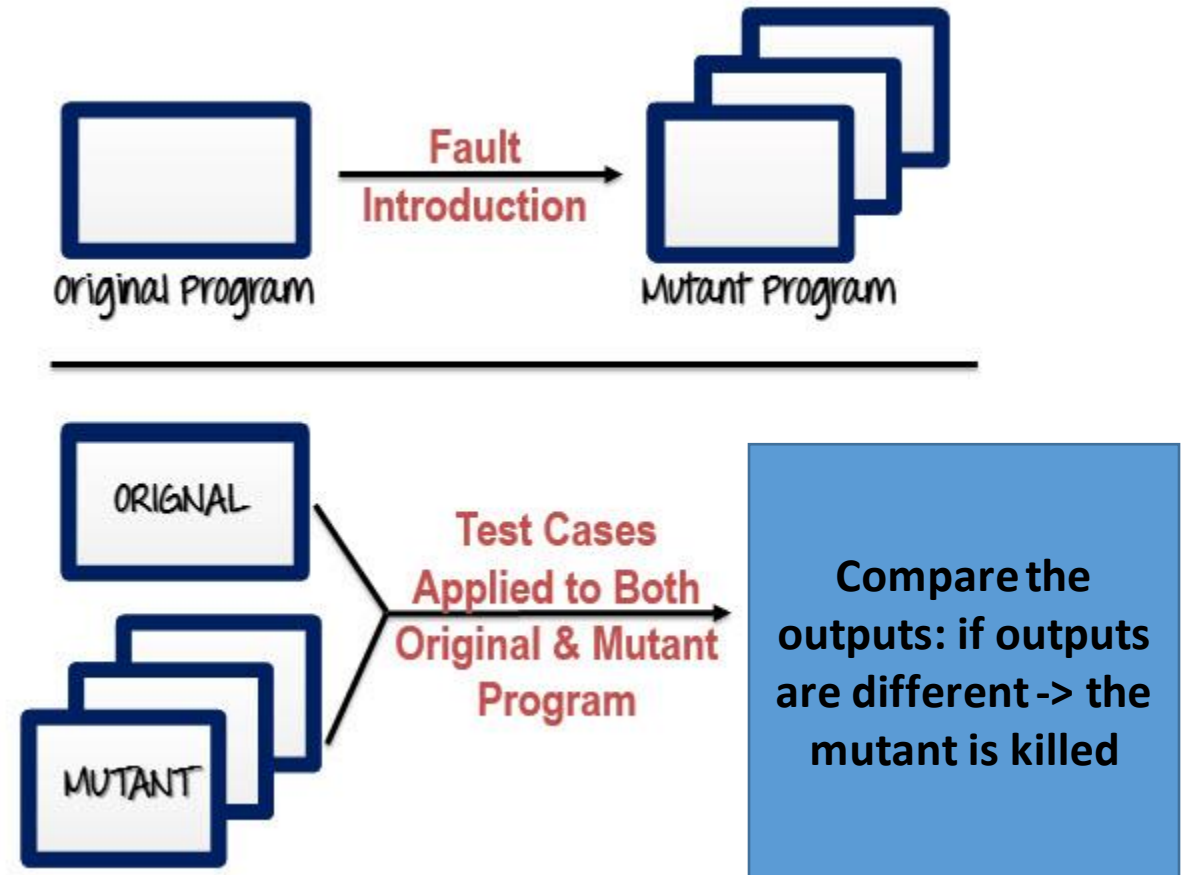 Fault
Introduction
Original Program
Mutant Program
ORIGNAL
MUTANT
Test Cases
Applied to Both
Original & Mutant
Program
Compare the
outputs: if outputs
are different -> the
mutant is killed